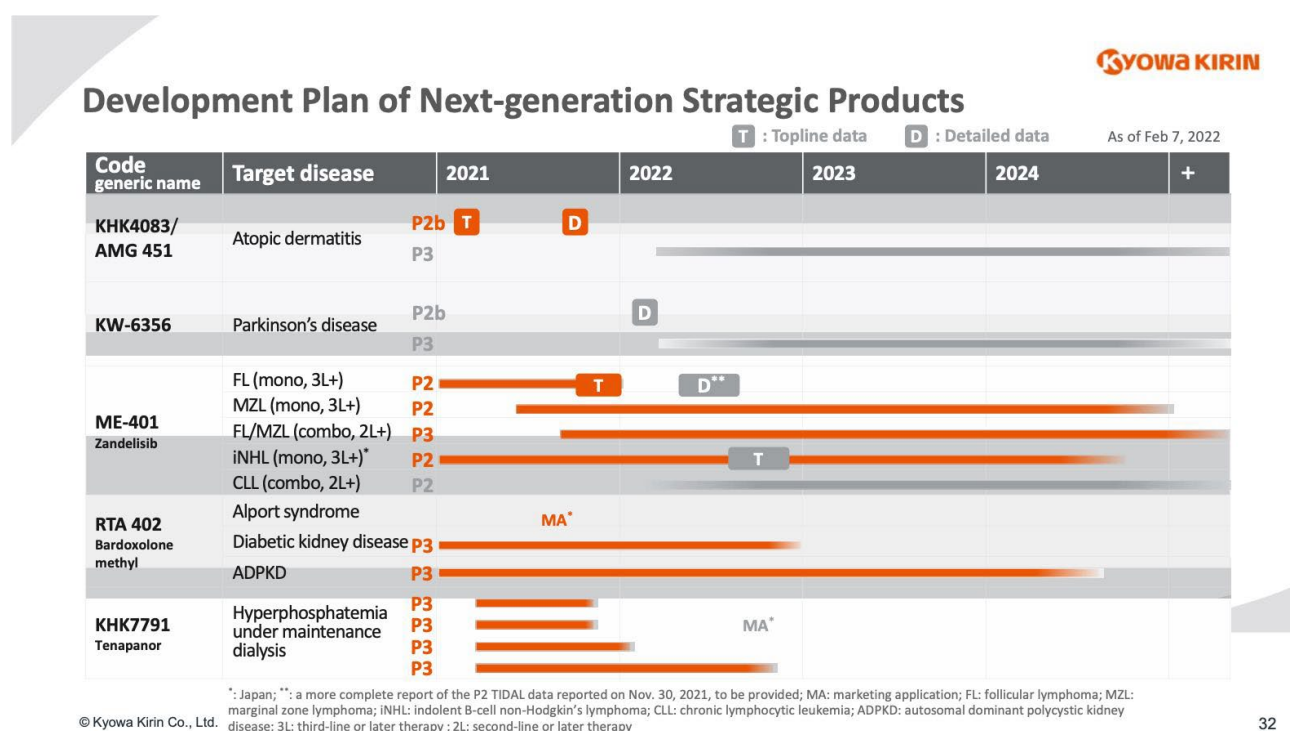 KYOWA KIRIN
Development Plan of Next-generation Strategic Products
T : Topline data D : Detailed data As of Feb 7, 2022
Code
generic name
Target disease 2021 2022 2023 2024 +
KHK4083/
AMG 451
Atopic dermatitis
P2b T D
P3
KW-6356
Parkinson's disease
P2b D
P3
ME-401
Zandelisib
FL (mono, 3L+) P2 T D**
MZL (mono, 3L+) P2
FL/MZL (combo, 2L+) P3
iNHL (mono, 3L+)* P2 T
CLL (combo, 2L+) P2
RTA 402
Bardoxolone
methyl
Alport syndrome MA*
Diabetic kidney disease P3
ADPKD P3
KHK7791
Tenapanor
Hyperphosphatemia
under maintenance
dialysis
P3
P3 MA*
P3
P3
*: Japan; **: a more complete report of the P2 TIDAL data reported on Nov. 30, 2021, to be provided; MA: marketing application; FL: follicular lymphoma; MZL:
marginal zone lymphoma; iNHL: indolent B-cell non-Hodgkin's lymphoma; CLL: chronic lymphocytic leukemia; ADPKD: autosomal dominant polycystic kidney
disease; 3L: third-line or later therapy ; 2L: second-line or later therapy
© Kyowa Kirin Co., Ltd.
32